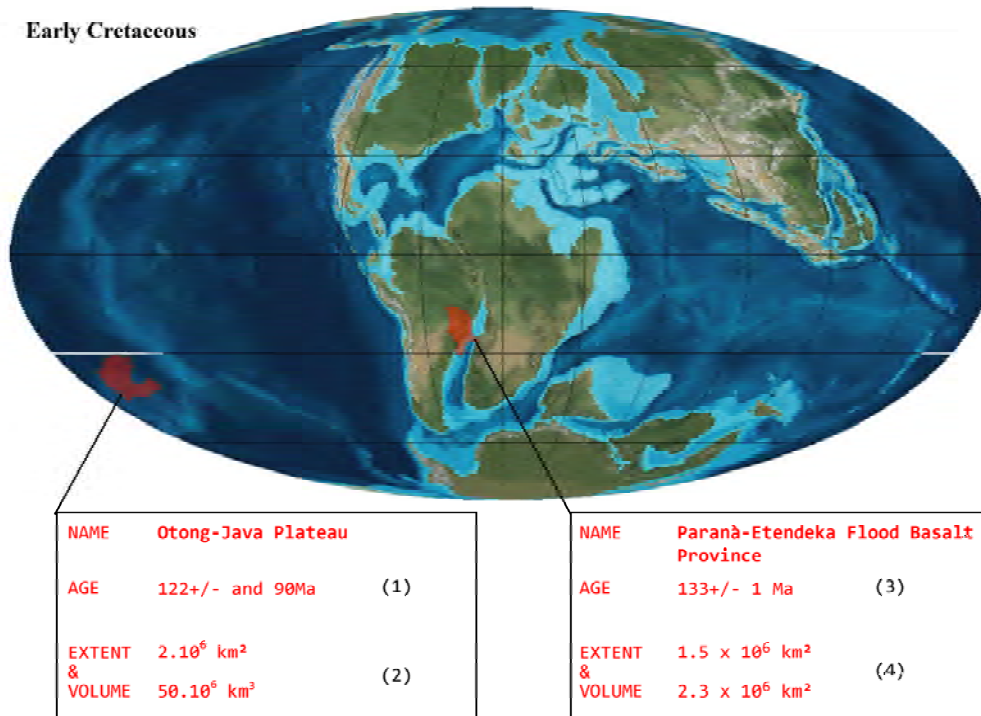 Early Cretaceous
NAME Otong-Java Plateau
AGE 122+/- and 90Ma (1)
EXTENT 2.10⁶ km²
&
VOLUME 50.10⁶ km³ (2)
NAME Paranà-Etendeka Flood Basalt
Province
AGE 133+/- 1 Ma (3)
EXTENT 1.5 x 10⁶ km²
& (4)
VOLUME 2.3 x 10⁶ km²